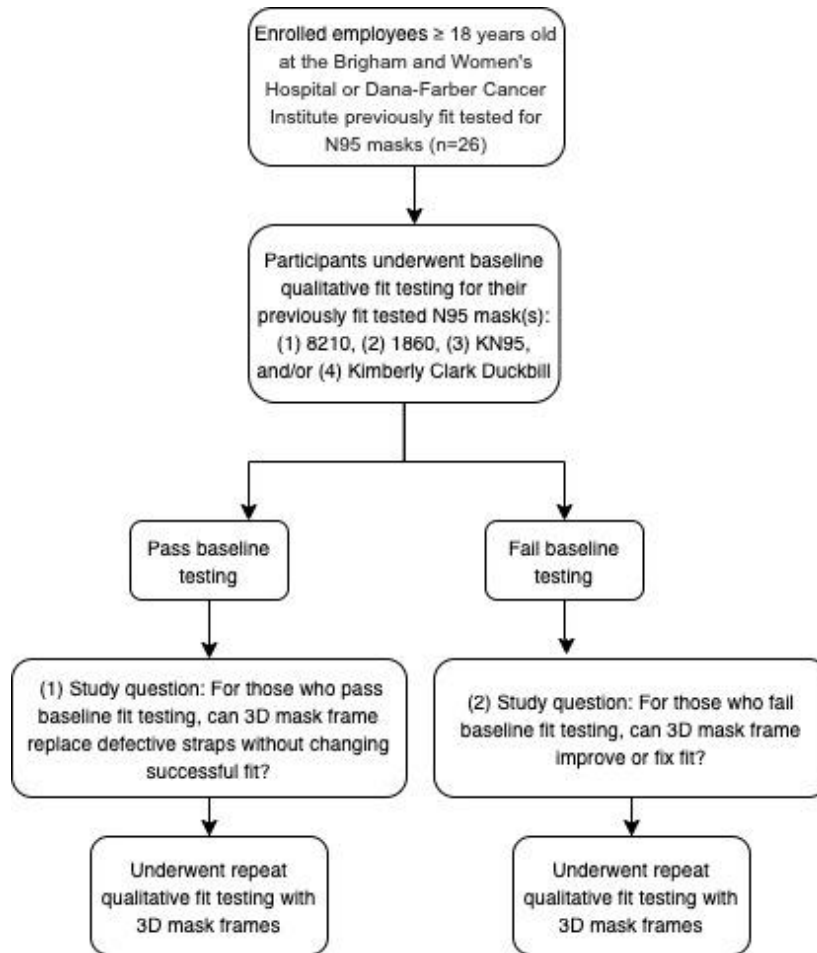 Enrolled employees ≥ 18 years old
at the Brigham and Women's
Hospital or Dana-Farber Cancer
Institute previously fit tested for
N95 masks (n=26)
Participants underwent baseline
qualitative fit testing for their
previously fit tested N95 mask(s):
(1) 8210, (2) 1860, (3) KN95,
and/or (4) Kimberly Clark Duckbill
Pass baseline
testing
Fail baseline
testing
(1) Study question: For those who pass
baseline fit testing, can 3D mask frame
replace defective straps without changing
successful fit?
(2) Study question: For those who fail
baseline fit testing, can 3D mask frame
improve or fix fit?
Underwent repeat
qualitative fit testing with
3D mask frames
Underwent repeat
qualitative fit testing with
3D mask frames